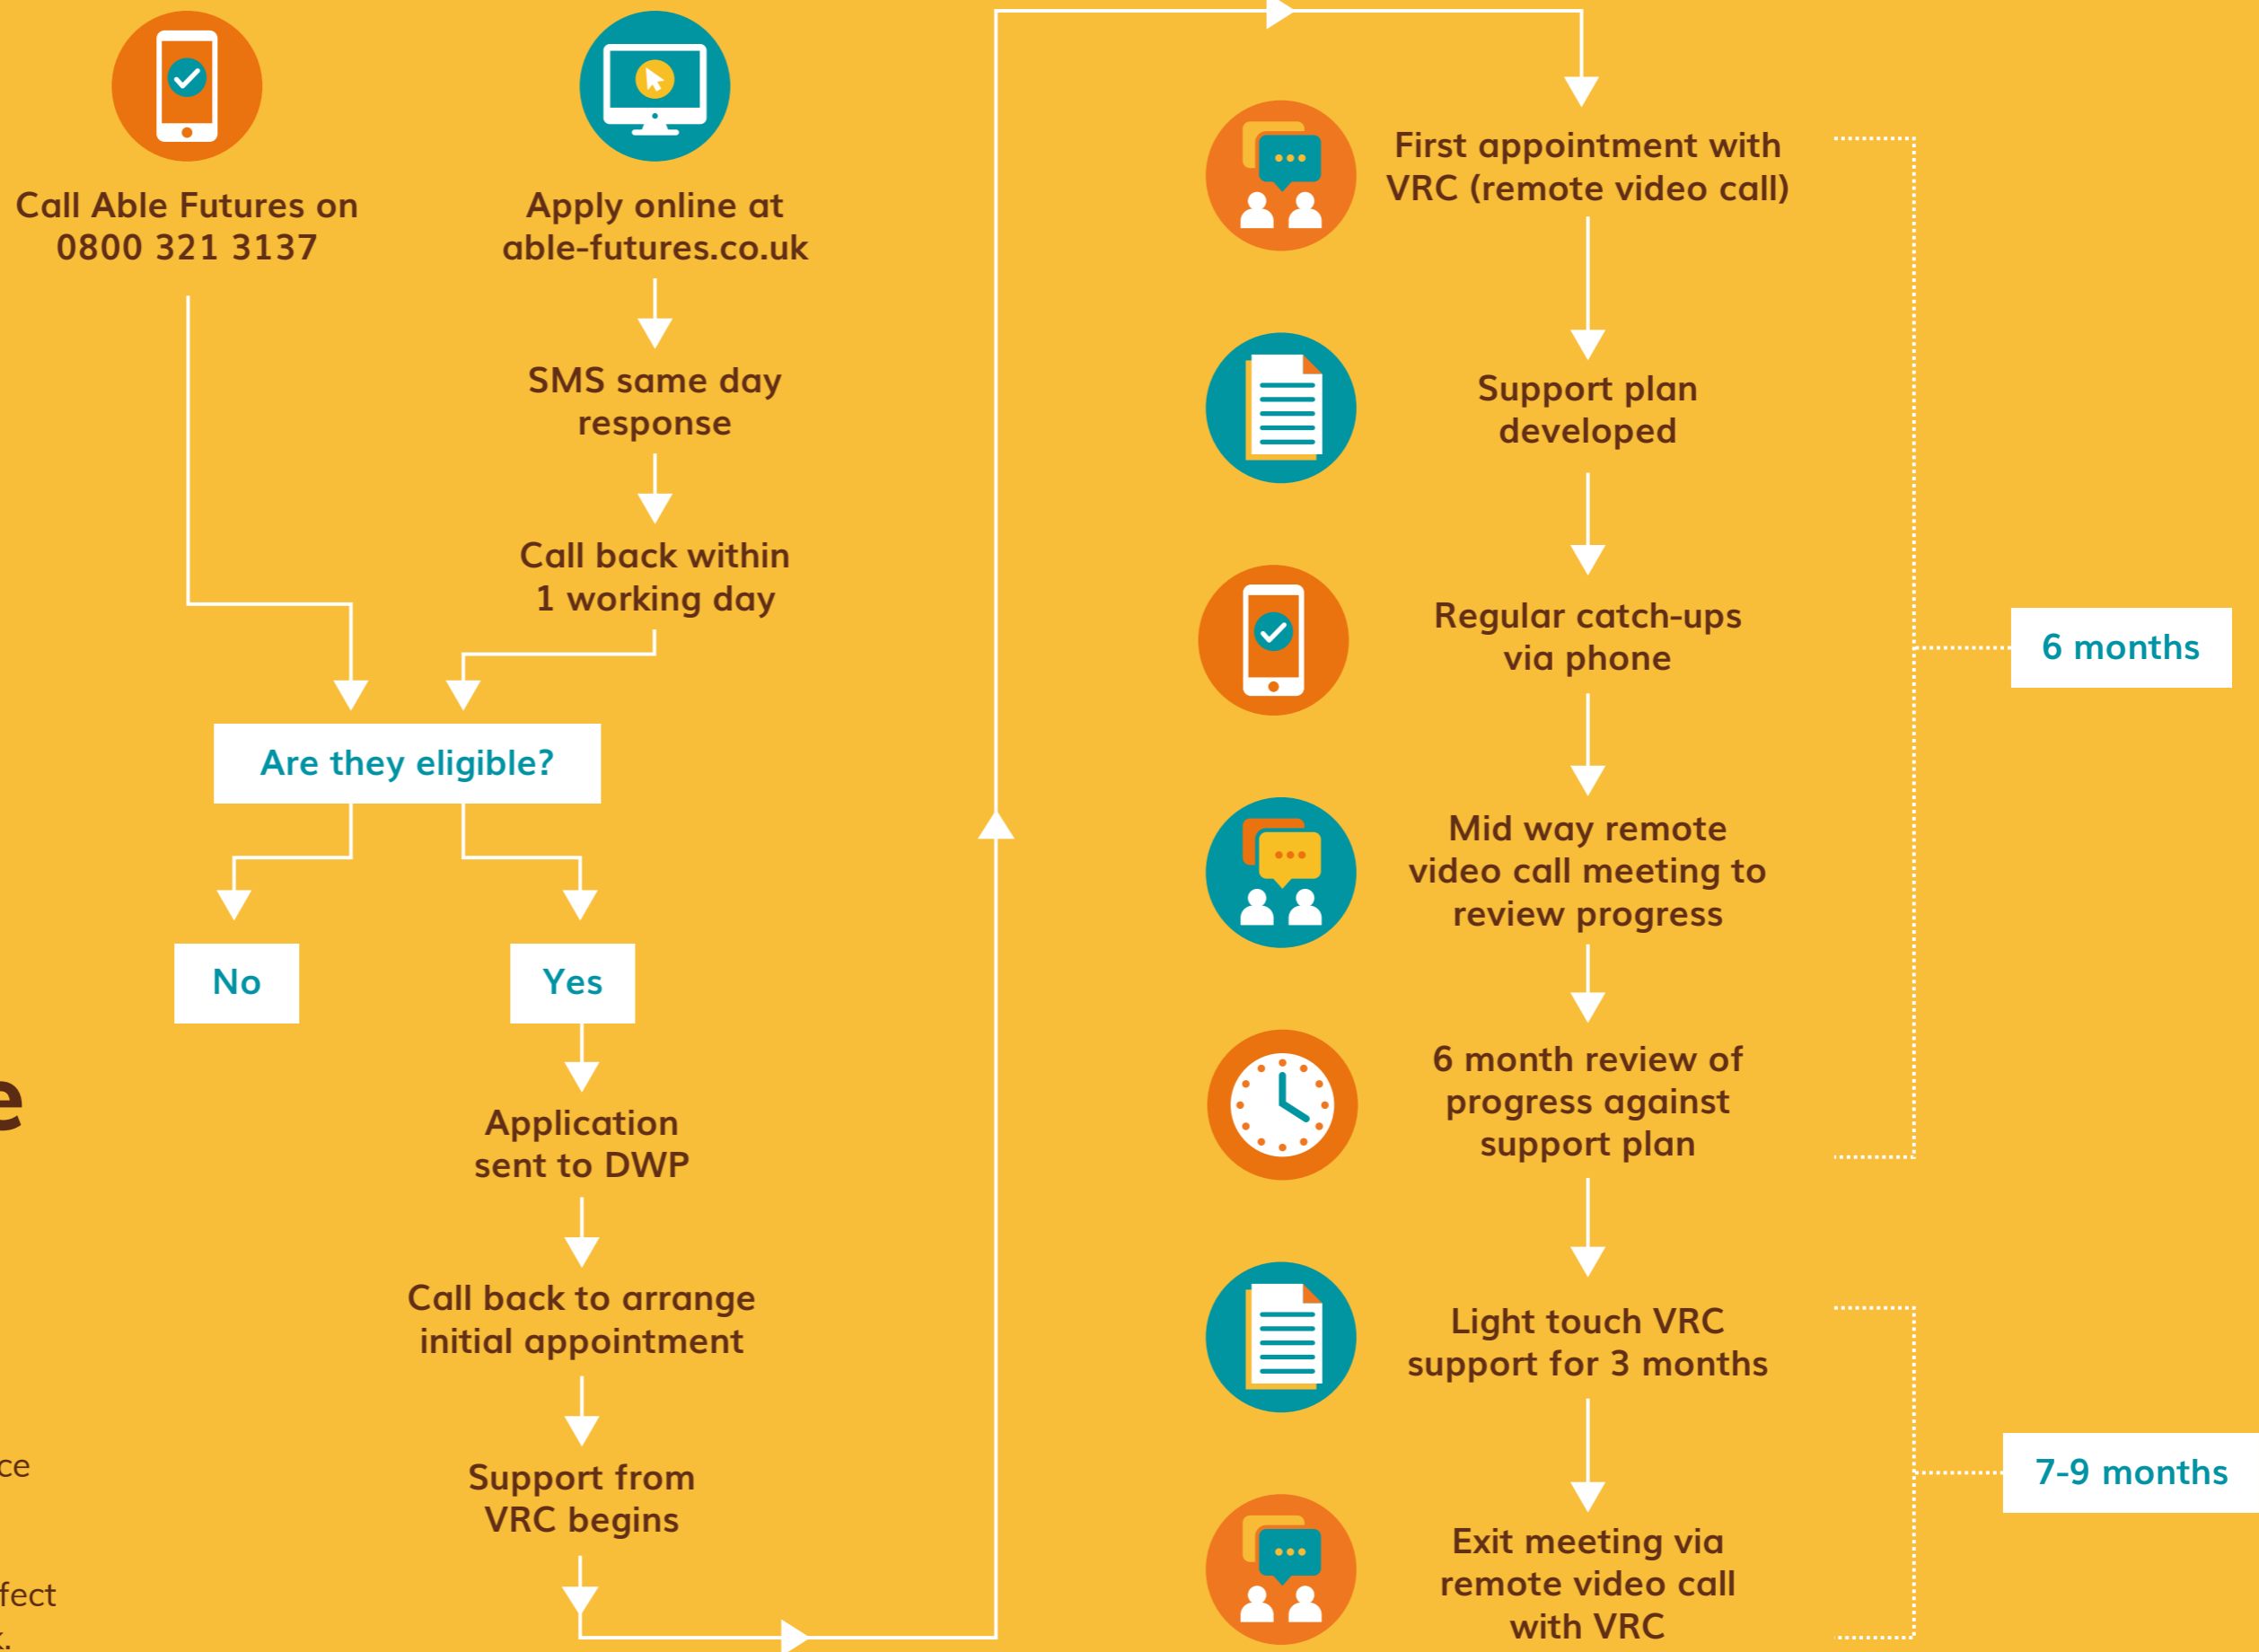 Call Able Futures on
0800 321 3137
Apply online at
able-futures.co.uk
SMS same day
response
Call back within
1 working day
Are they eligible?
No
Yes
Application
sent to DWP
Call back to arrange
initial appointment
Support from
VRC begins
First appointment with
VRC (remote video call)
Support plan
developed
Regular catch-ups
via phone
Mid way remote
video call meeting to
review progress
6 month review of
progress against
support plan
6 months
Light touch VRC
support for 3 months
Exit meeting via
remote video call
with VRC
7-9 months